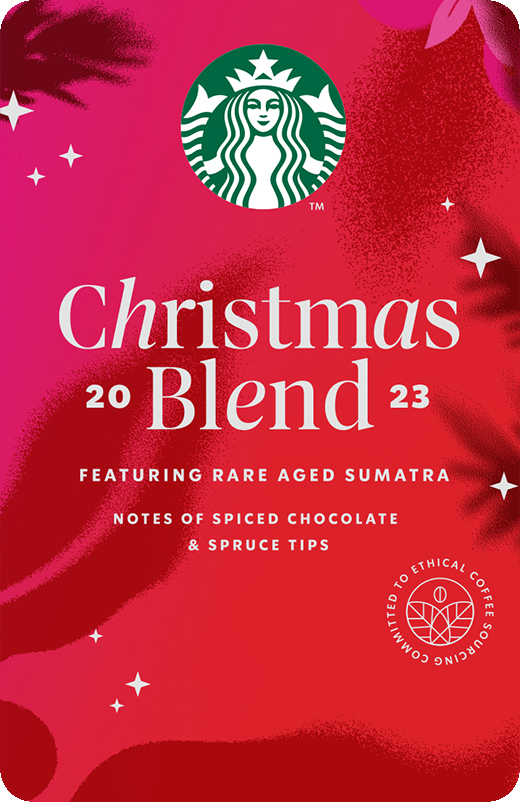 TM
Christmas
20 Blend 23
FEATURING RARE AGED SUMATRA
NOTES OF SPICED CHOCOLATE
& SPRUCE TIPS
COMMITTED TO ETHICAL COFFEE SOURCING